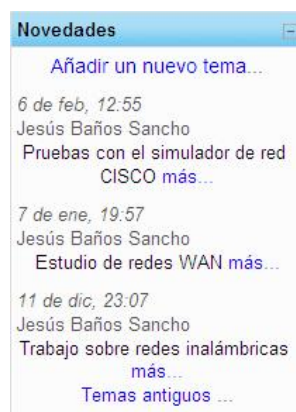 Novedades
Añadir un nuevo tema...
6 de feb, 12:55
Jesús Baños Sancho
Pruebas con el simulador de red
CISCO más...
7 de ene, 19:57
Jesús Baños Sancho
Estudio de redes WAN más...
11 de dic, 23:07
Jesús Baños Sancho
Trabajo sobre redes inalámbricas
más...
Temas antiguos ...